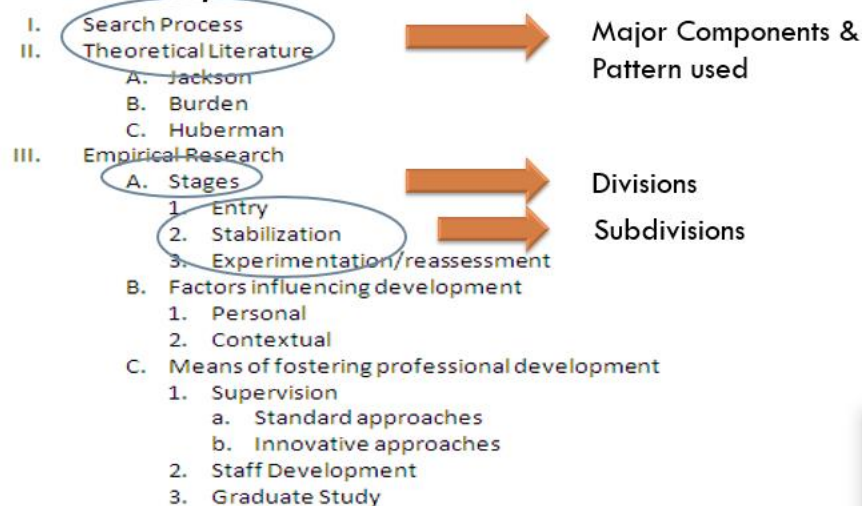 I. Search Process
II. Theoretical Literature
A. Jackson
B. Burden
C. Huberman
III. Empirical Research
A. Stages
1. Entry
2. Stabilization
3. Experimentation/reassessment
B. Factors influencing development
1. Personal
2. Contextual
C. Means of fostering professional development
1. Supervision
a. Standard approaches
b. Innovative approaches
2. Staff Development
3. Graduate Study
Major Components &
Pattern used
Divisions
Subdivisions